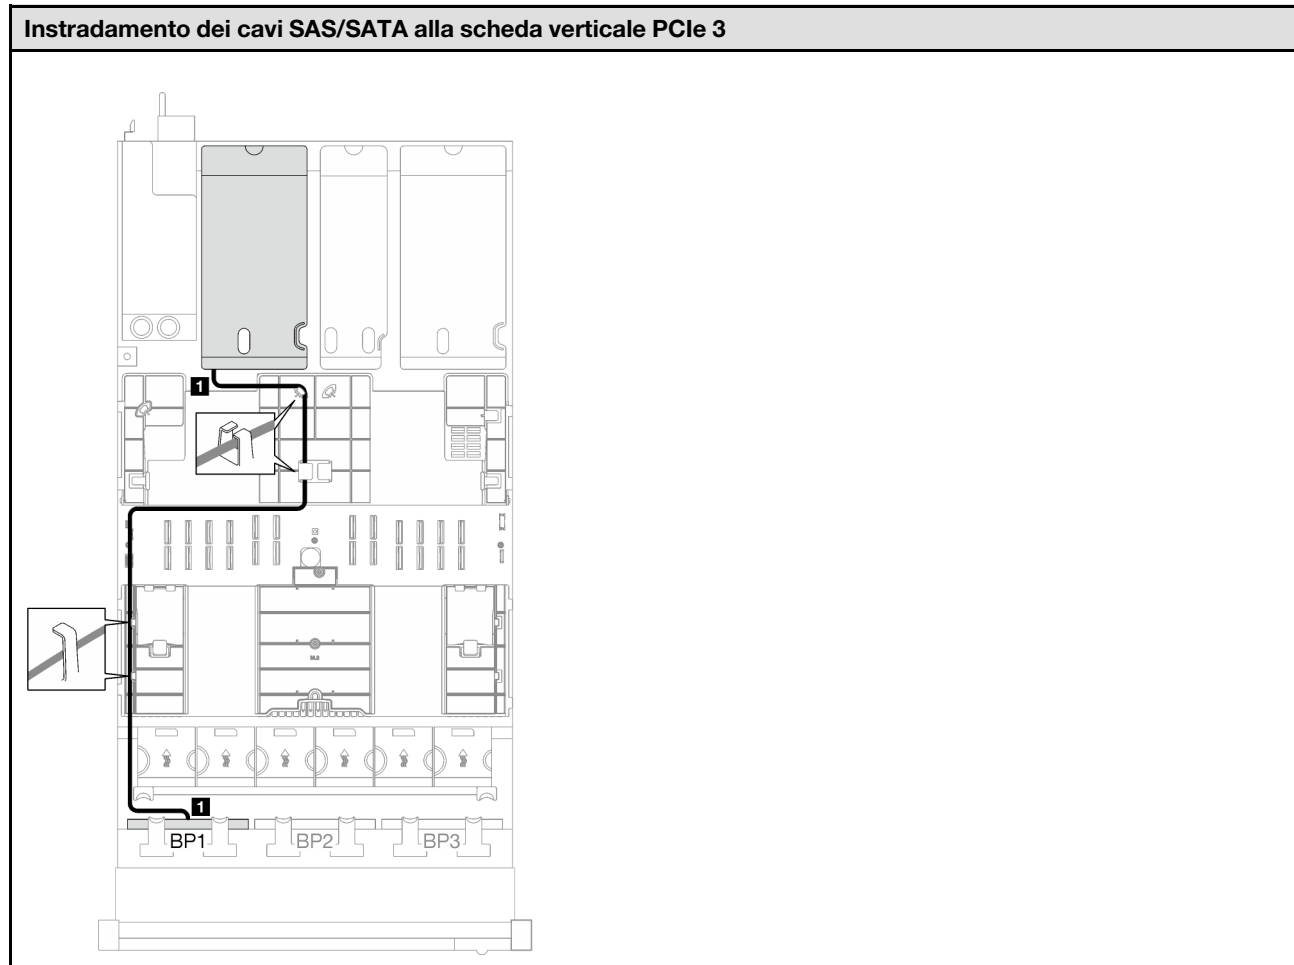 Instradamento dei cavi SAS/SATA alla scheda verticale PCIe 3
1
1
BP1
BP2
BP3